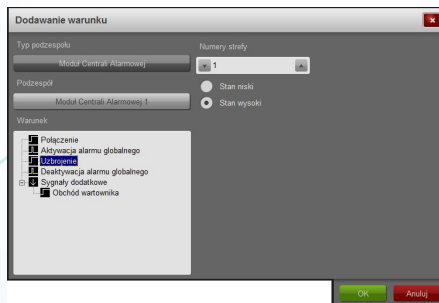 Dodawanie warunku
Typ podzespołu
Moduł Centrali Alarmowej
Podzespół
Moduł Centrali Alarmowej 1
Warunek
Połączenie
Aktywacja alarmu globalnego
Uzbrojenie
Deaktywacja alarmu globalnego
Sygnały dodatkowe
Obchód wartownika
Numery strefy
1
Stan niski
Stan wysoki
OK
Anuluj